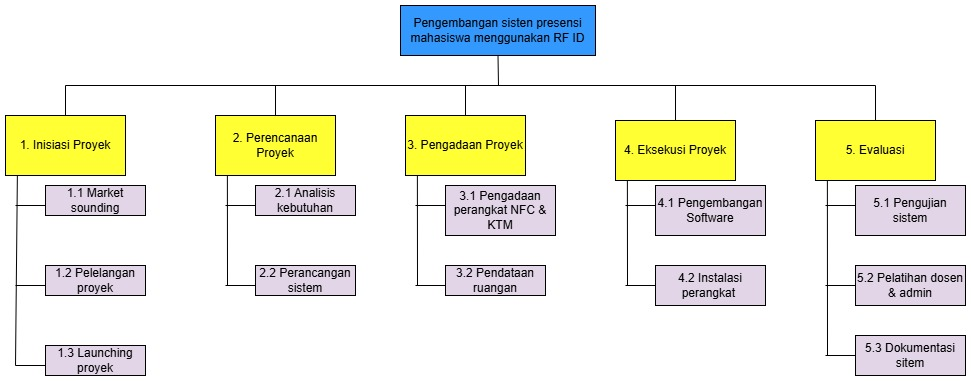 Pengembangan sisten presensi
mahasiswa menggunakan RF ID
1. Inisiasi Proyek
2. Perencanaan
Proyek
3. Pengadaan Proyek
4. Eksekusi Proyek
5. Evaluasi
1.1 Market
sounding
2.1 Analisis
kebutuhan
3.1 Pengadaan
perangkat NFC &
KTM
4.1 Pengembangan
Software
5.1 Pengujian
sistem
1.2 Pelelangan
proyek
2.2 Perancangan
sistem
3.2 Pendataan
ruangan
4.2 Instalasi
perangkat
5.2 Pelatihan dosen
& admin
1.3 Launching
proyek
5.3 Dokumentasi
sitem